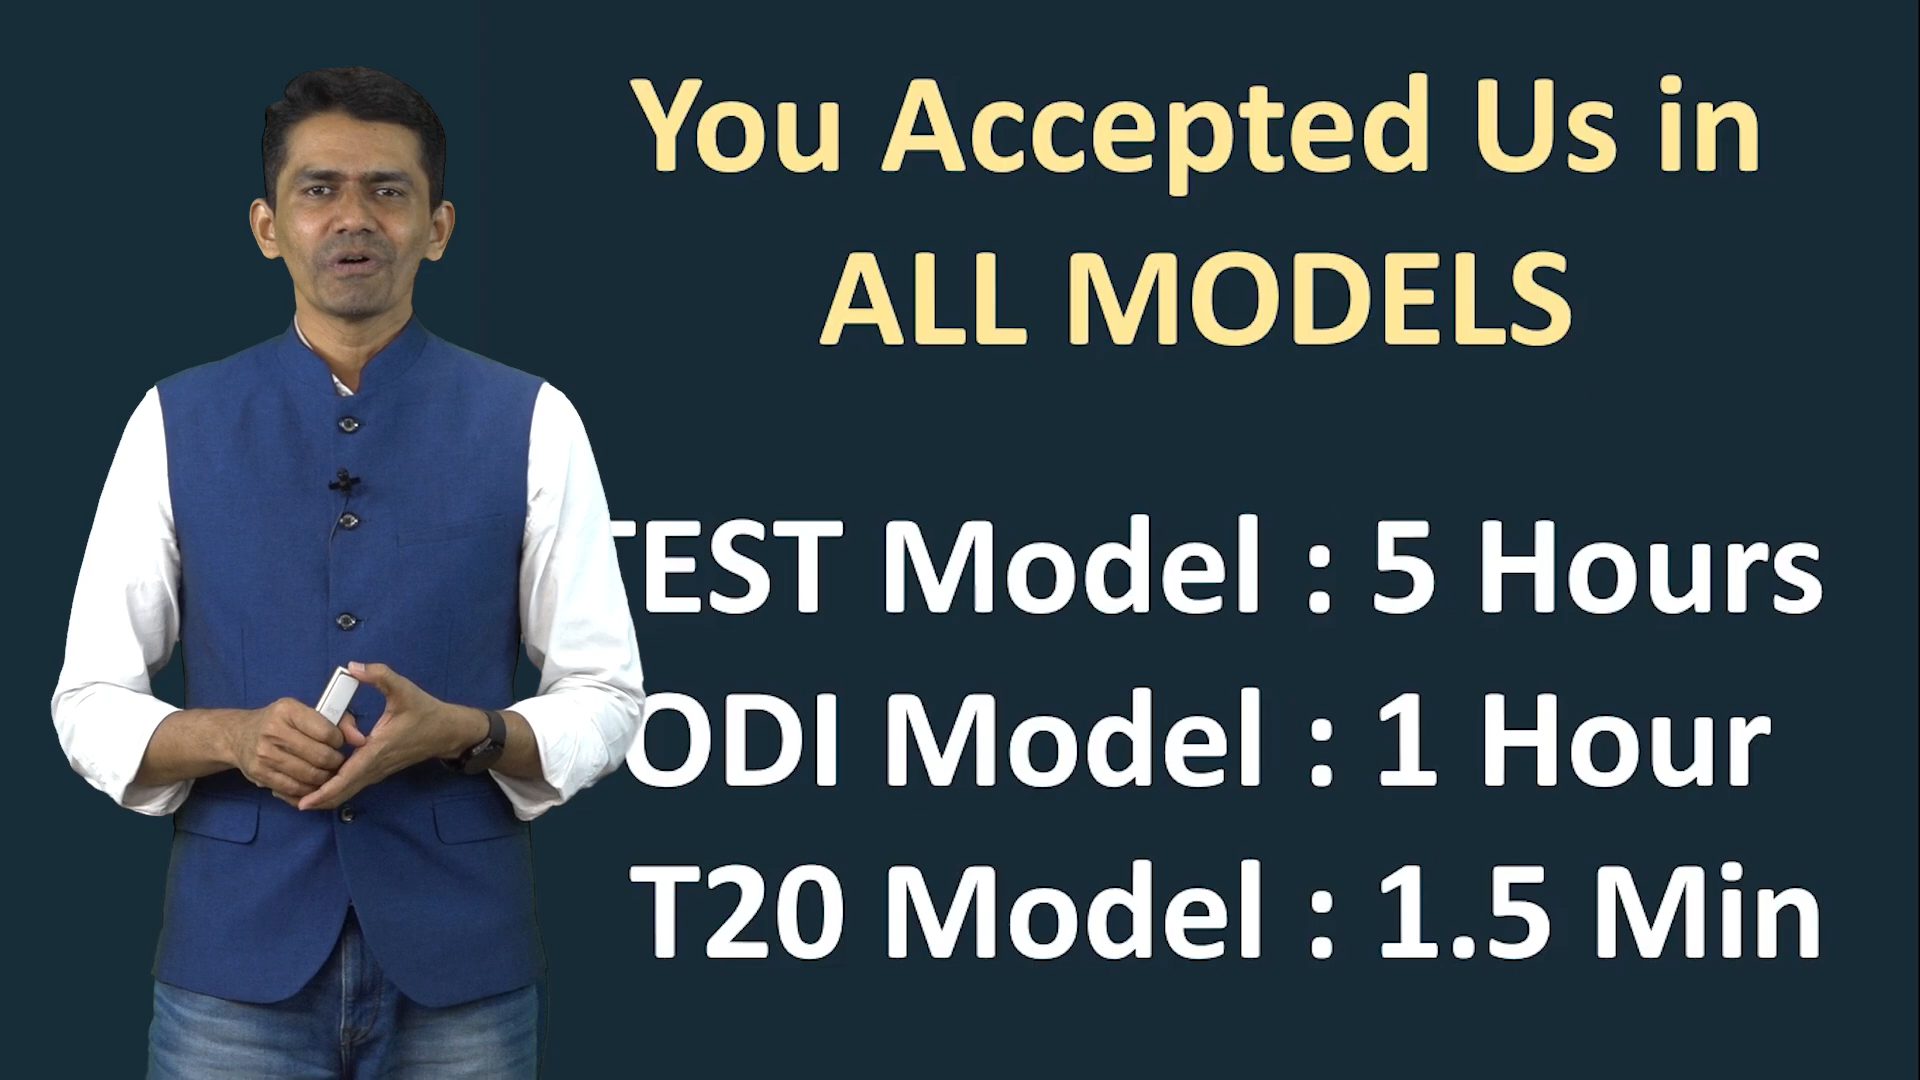 You Accepted Us in
ALL MODELS
TEST Model : 5 Hours
ODI Model : 1 Hour
T20 Model : 1.5 Min